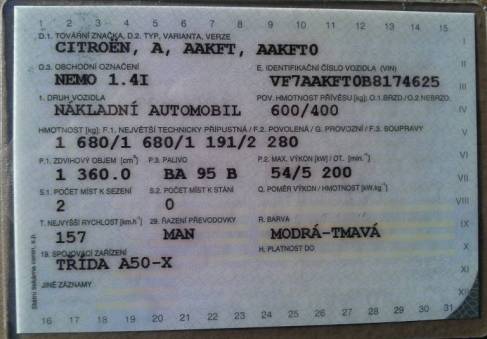 1 2 3 4 5 6 7 8 9 10 11 12 13 14 15
D.1. TOVÁRNÍ ZNAČKA, D.2. TYP, VARIANTA, VERZE
CITROËN, A, AAKFT, AAKFT0
D.3. OBCHODNÍ OZNAČENÍ E. IDENTIFIKAČNÍ ČÍSLO VOZIDLA (VIN)
NEMO 1.4I VF7AAKFT0B8174625
1. DRUH VOZIDLA POV. HMOTNOST PŘÍVĚSU [kg]; O.1 BRZD./O.2 NEBRZD.
NÁKLADNÍ AUTOMOBIL 600/400
HMOTNOST [kg]; F.1. NEJVĚTŠÍ TECHNICKY PŘÍPUSTNÁ / F.2. POVOLENÁ / G. PROVOZNÍ / F.3. SOUPRAVY
1 680/1 680/1 191/2 280
P.1. ZDVIHOVÝ OBJEM [cm³] P.3. PALIVO P.2. MAX. VÝKON [kW] / OT. [min⁻¹]
1 360.0 BA 95 B 54/5 200
S.1. POČET MÍST K SEZENÍ S.2. POČET MÍST K STÁNÍ Q. POMĚR VÝKON / HMOTNOST [kW.kg⁻¹]
2 0
T. NEJVYŠŠÍ RYCHLOST [km.h⁻¹] 29. ŘAZENÍ PŘEVODOVKY R. BARVA
157 MAN MODRÁ-TMAVÁ
19. SPOJOVACÍ ZAŘÍZENÍ H. PLATNOST DO
TŘÍDA A50-X
JINÉ ZÁZNAMY
16 17 18 19 20 21 22 23 24 25 26 27 28 29 30 31
I
II
III
IV
V
VI
VII
VIII
IX
X
XI